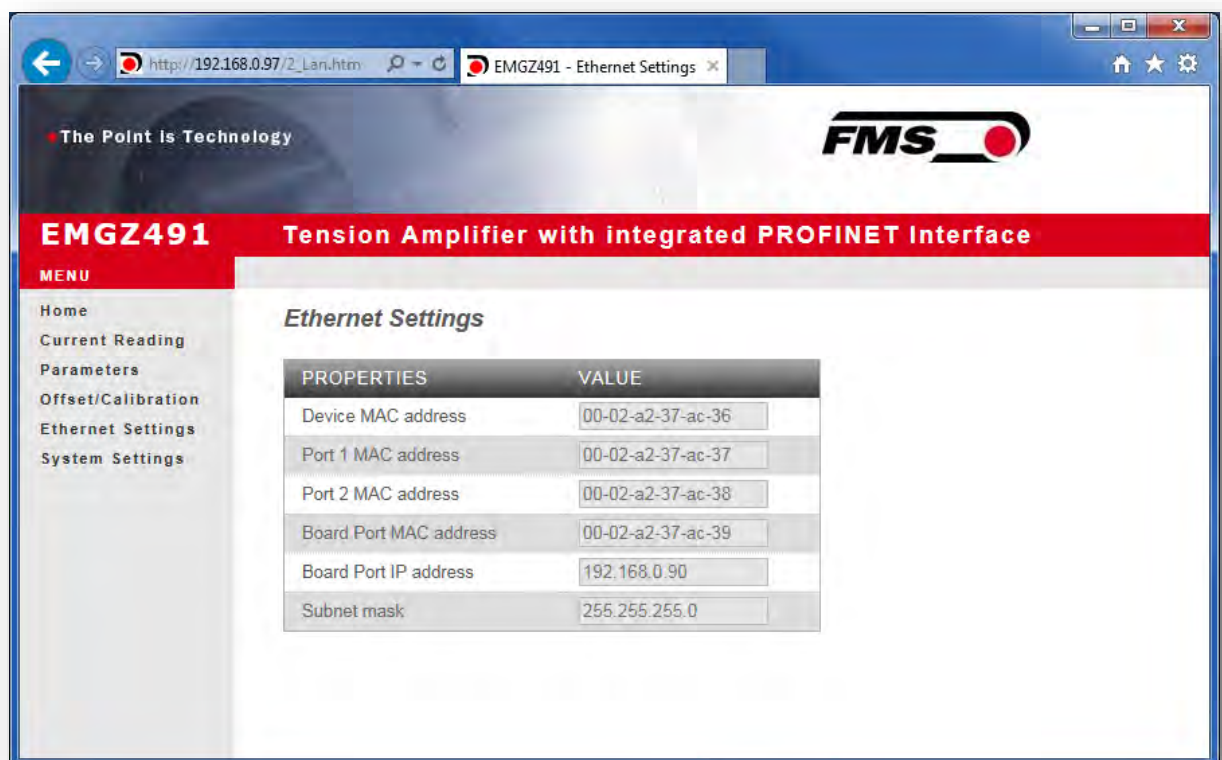 http://192.168.0.97/2_Lan.htm
EMGZ491 - Ethernet Settings
The Point is Technology
FMS
EMGZ491
Tension Amplifier with integrated PROFINET Interface
MENU
Home
Current Reading
Parameters
Offset/Calibration
Ethernet Settings
System Settings
Ethernet Settings
PROPERTIES VALUE
Device MAC address 00-02-a2-37-ac-36
Port 1 MAC address 00-02-a2-37-ac-37
Port 2 MAC address 00-02-a2-37-ac-38
Board Port MAC address 00-02-a2-37-ac-39
Board Port IP address 192.168.0.90
Subnet mask 255.255.255.0